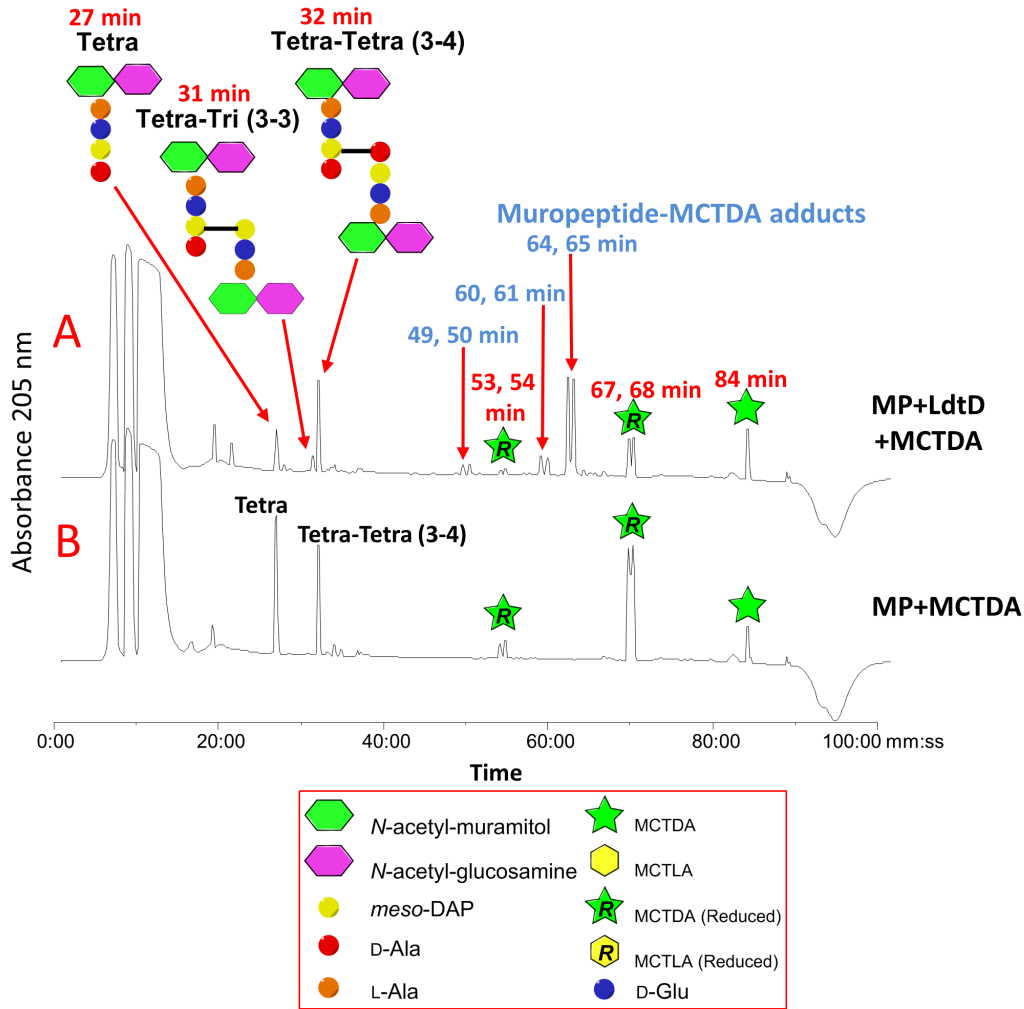 27 min
Tetra
32 min
Tetra-Tetra (3-4)
31 min
Tetra-Tri (3-3)
Muropeptide-MCTDA adducts
64, 65 min
60, 61 min
49, 50 min
A
53, 54
min
67, 68 min
84 min
R
R
MP+LdtD
+MCTDA
Absorbance 205 nm
B
Tetra
Tetra-Tetra (3-4)
R
R
MP+MCTDA
0:00 20:00 40:00 60:00 80:00 100:00 mm:ss
Time
N-acetyl-muramitol
N-acetyl-glucosamine
meso-DAP
D-Ala
L-Ala
MCTDA
MCTLA
R MCTDA (Reduced)
R MCTLA (Reduced)
D-Glu